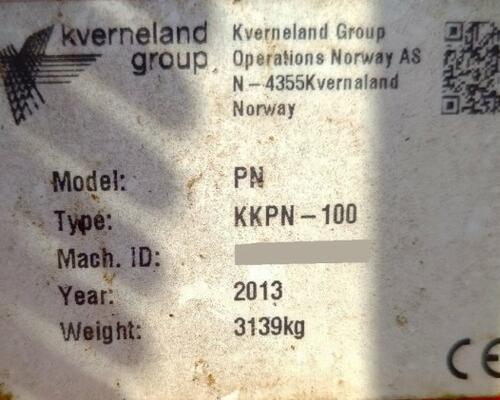 kverneland
group
Kverneland Group
Operations Norway AS
N-4355Kvernaland
Norway
Model: PN
Type: KKPN-100
Mach. ID:
Year: 2013
Weight: 3139kg
CE